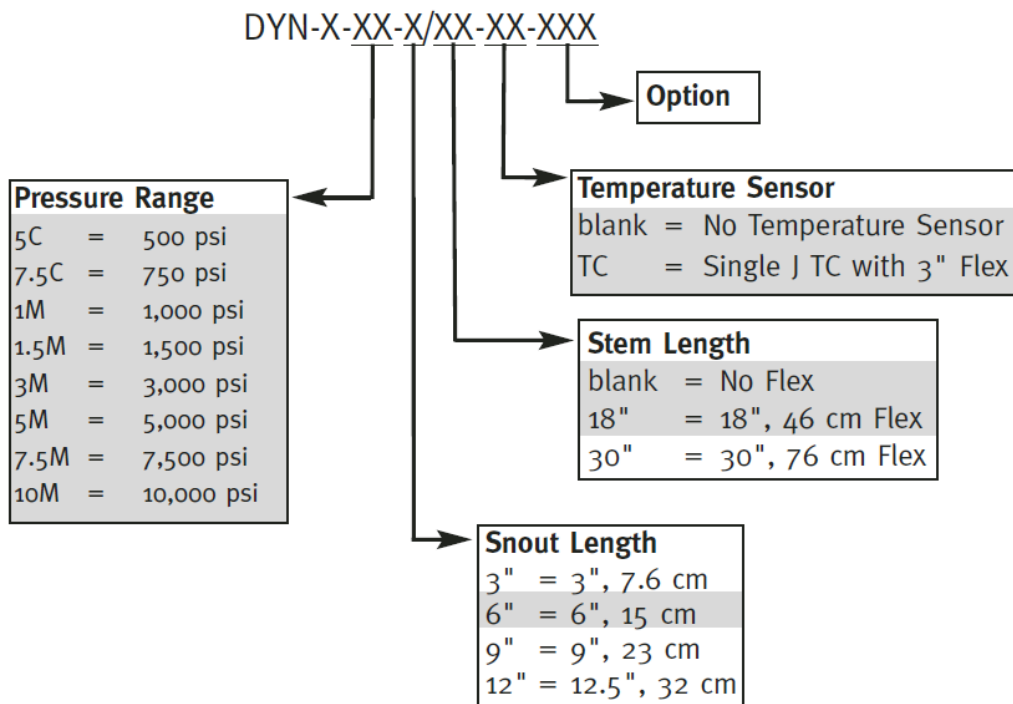 DYN-X-XX-X/XX-XX-XXX
Option
Temperature Sensor
blank = No Temperature Sensor
TC = Single J TC with 3" Flex
Pressure Range
5C = 500 psi
7.5C = 750 psi
1M = 1,000 psi
1.5M = 1,500 psi
3M = 3,000 psi
5M = 5,000 psi
7.5M = 7,500 psi
10M = 10,000 psi
Stem Length
blank = No Flex
18" = 18", 46 cm Flex
30" = 30", 76 cm Flex
Snout Length
3" = 3", 7.6 cm
6" = 6", 15 cm
9" = 9", 23 cm
12" = 12.5", 32 cm